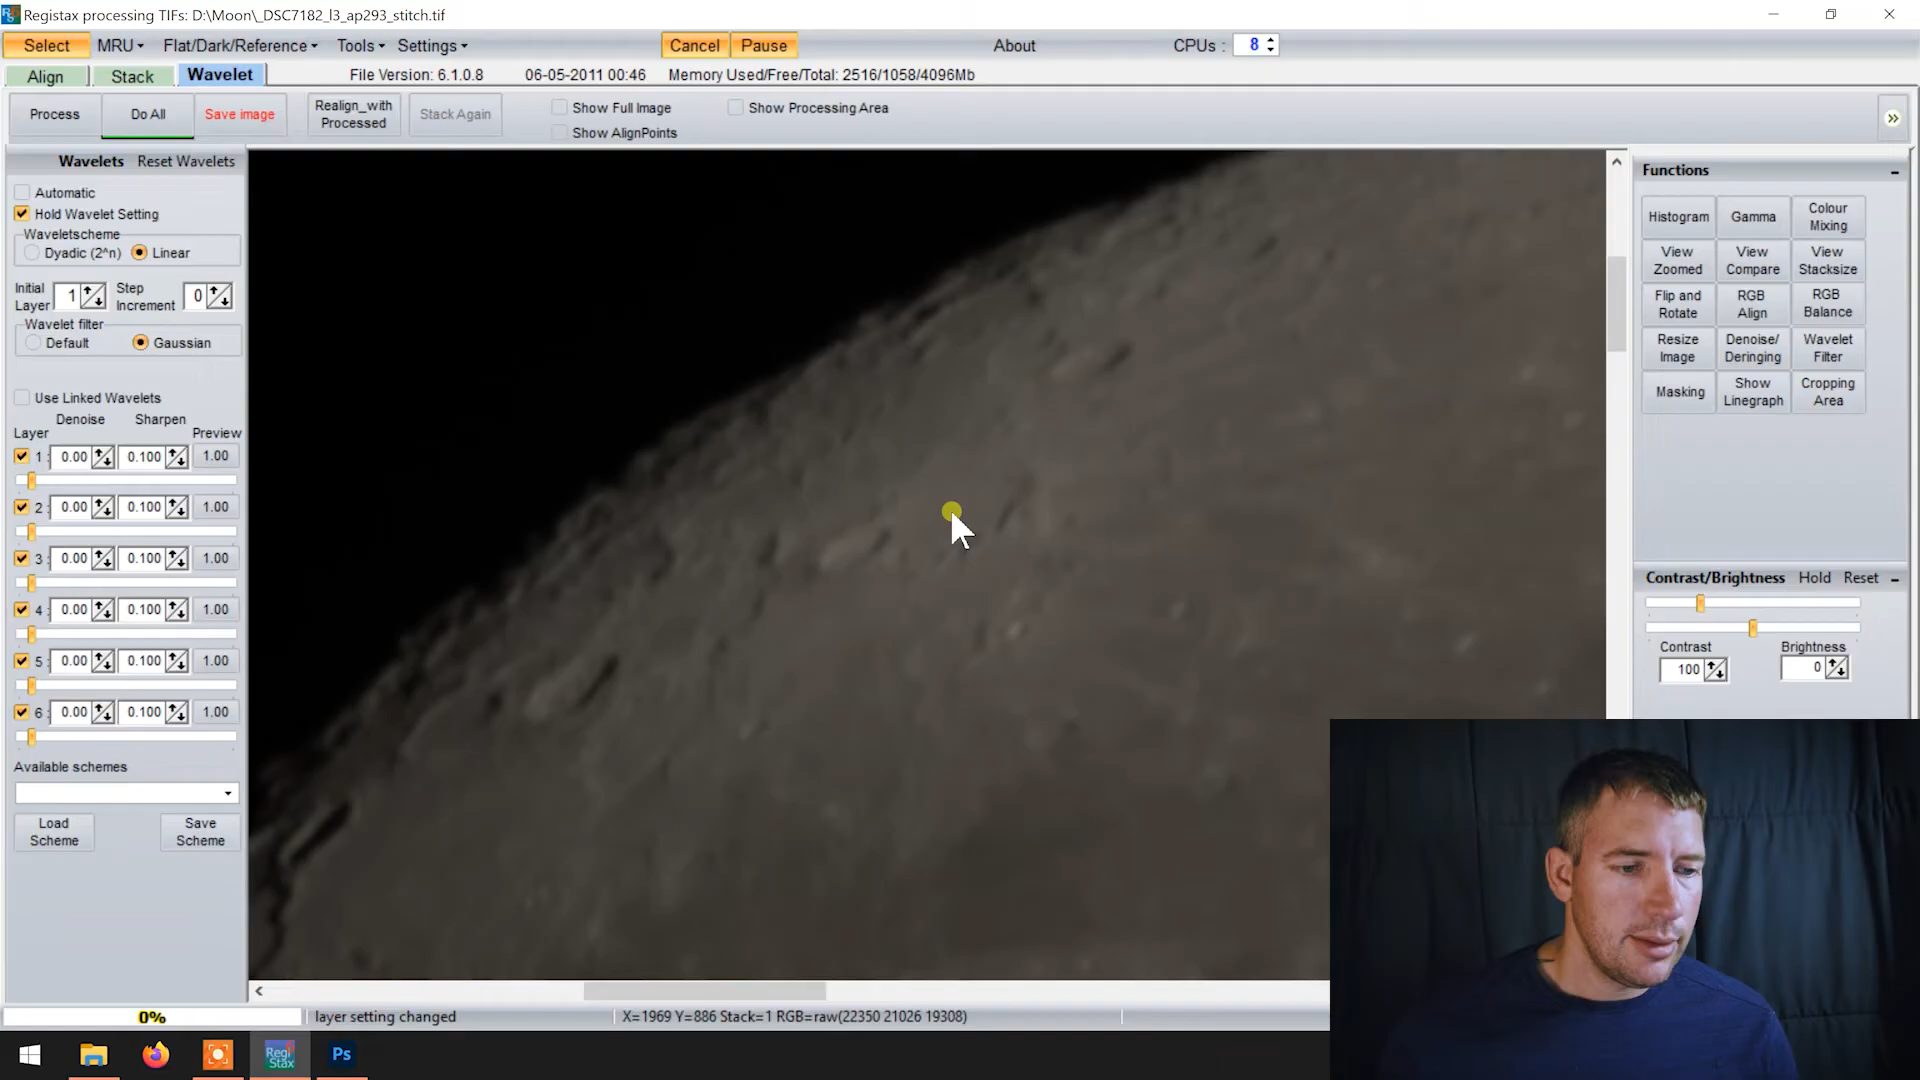 Registax processing TIFs: D:\Moon\_DSC7182_l3_ap293_stitch.tif
Select MRU Flat/Dark/Reference Tools Settings Cancel Pause About CPUs : 8
Align Stack Wavelet File Version: 6.1.0.8 06-05-2011 00:46 Memory Used/Free/Total: 2516/1058/4096Mb
Process Do All Save image Realign_with Processed Stack Again
Show Full Image Show Processing Area
Show AlignPoints
Wavelets Reset Wavelets
Automatic
Hold Wavelet Setting
Waveletscheme
Dyadic (2^n) Linear
Initial Layer 1 Step Increment 0
Wavelet filter
Default Gaussian
Use Linked Wavelets
Denoise Sharpen
Layer Preview
1 : 0.00 0.100 1.00
2 : 0.00 0.100 1.00
3 : 0.00 0.100 1.00
4 : 0.00 0.100 1.00
5 : 0.00 0.100 1.00
6 : 0.00 0.100 1.00
Available schemes
Load Scheme Save Scheme
Functions
Histogram Gamma Colour Mixing
View Zoomed View Compare View Stacksize
Flip and Rotate RGB Align RGB Balance
Resize Image Denoise/ Deringing Wavelet Filter
Masking Show Linegraph Cropping Area
Contrast/Brightness Hold Reset
Contrast Brightness
100 0
0% layer setting changed X=1969 Y=886 Stack=1 RGB=raw(22350 21026 19308)
Regi Stax Ps